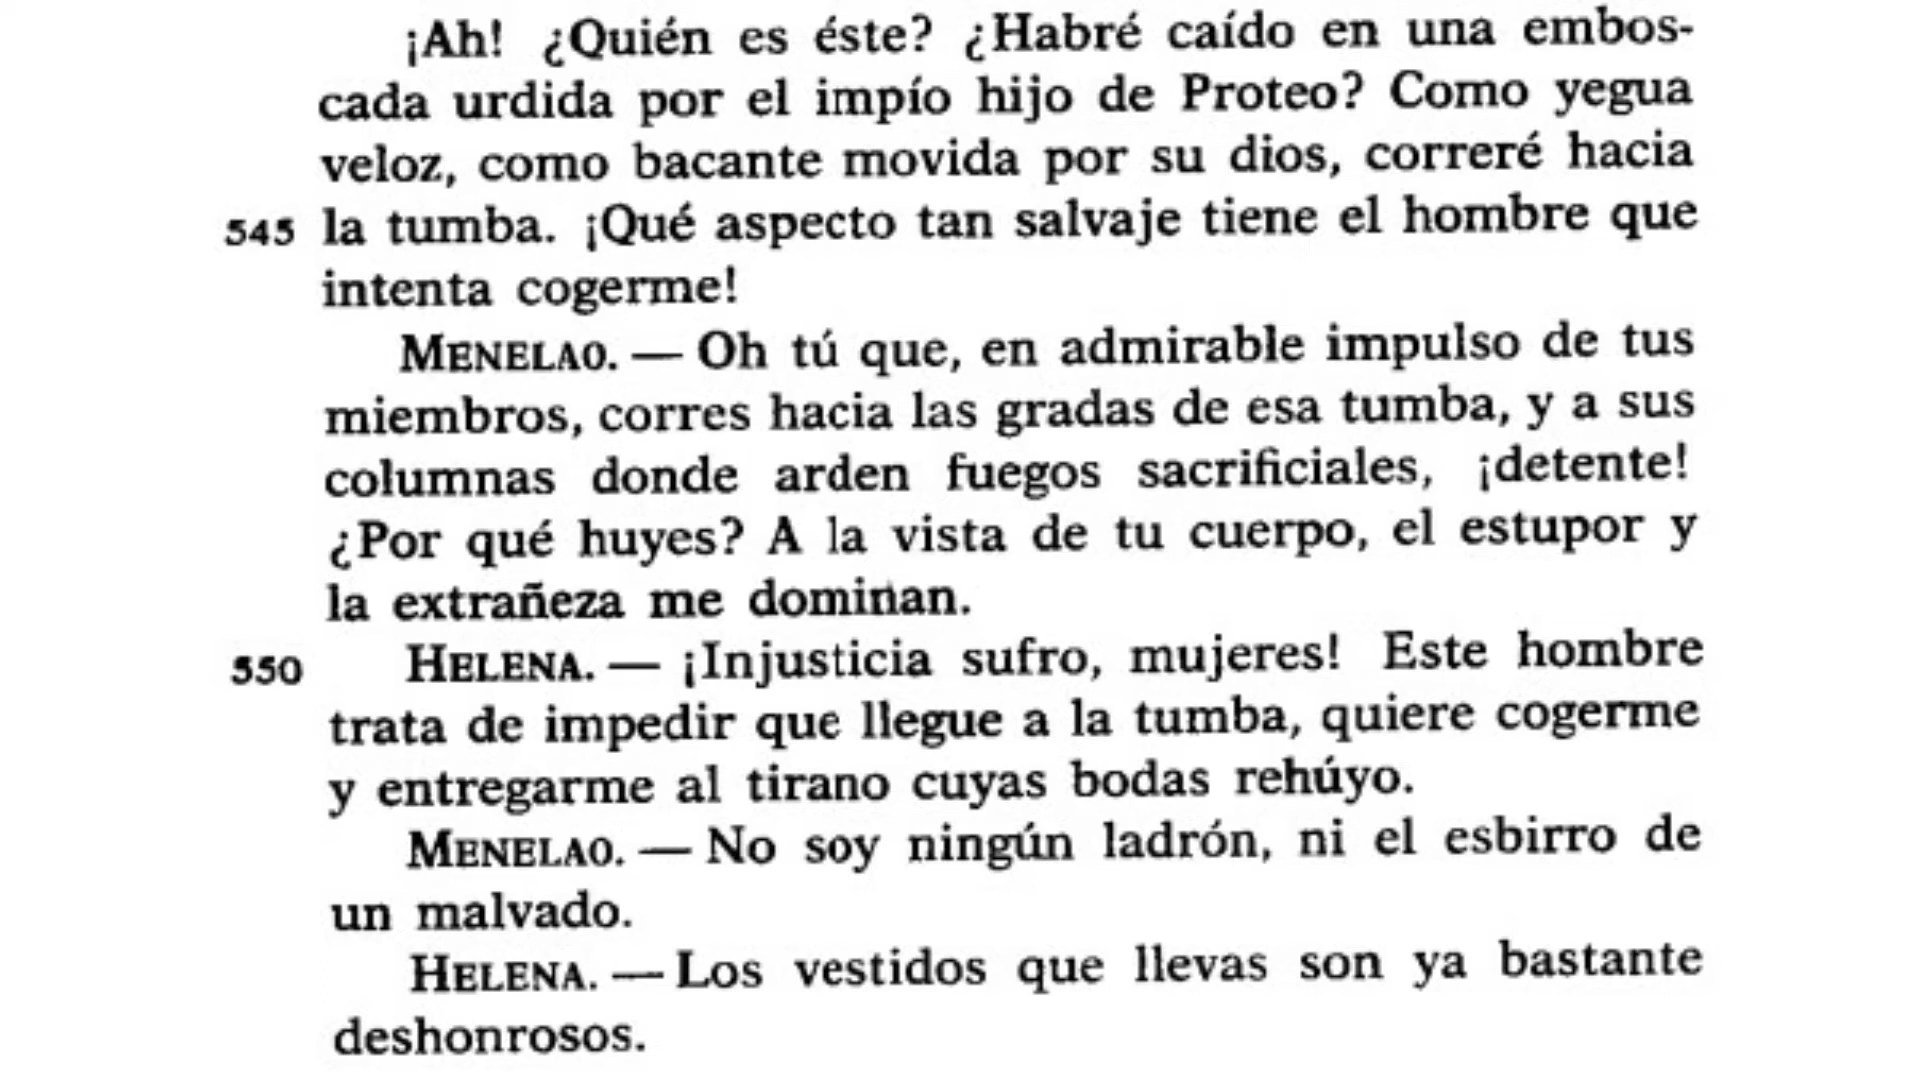 ¡Ah! ¿Quién es éste? ¿Habré caído en una embos-
cada urdida por el impío hijo de Proteo? Como yegua
veloz, como bacante movida por su dios, correré hacia
545 la tumba. ¡Qué aspecto tan salvaje tiene el hombre que
intenta cogerme!
MENELAO. — Oh tú que, en admirable impulso de tus
miembros, corres hacia las gradas de esa tumba, y a sus
columnas donde arden fuegos sacrificiales, ¡detente!
¿Por qué huyes? A la vista de tu cuerpo, el estupor y
la extrañeza me dominan.
550 HELENA. — ¡Injusticia sufro, mujeres! Este hombre
trata de impedir que llegue a la tumba, quiere cogerme
y entregarme al tirano cuyas bodas rehúyo.
MENELAO. — No soy ningún ladrón, ni el esbirro de
un malvado.
HELENA. — Los vestidos que llevas son ya bastante
deshonrosos.